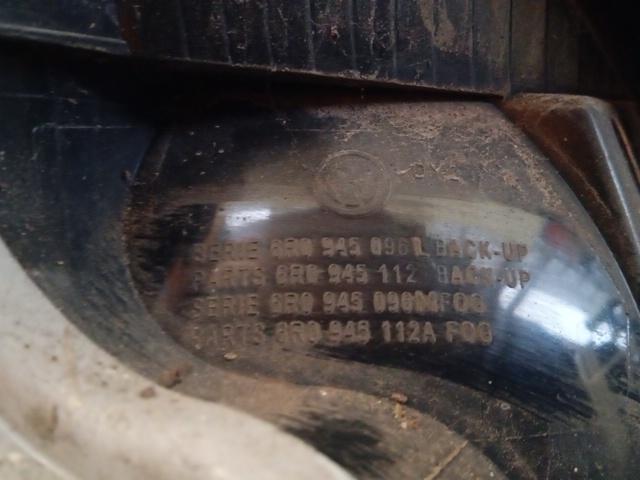 SERIE 6R0 945 096 L BACK-UP
PARTS 6R0 945 112 BACK-UP
SERIE 6R0 945 096M FOG
PARTS 6R0 945 112A FOG